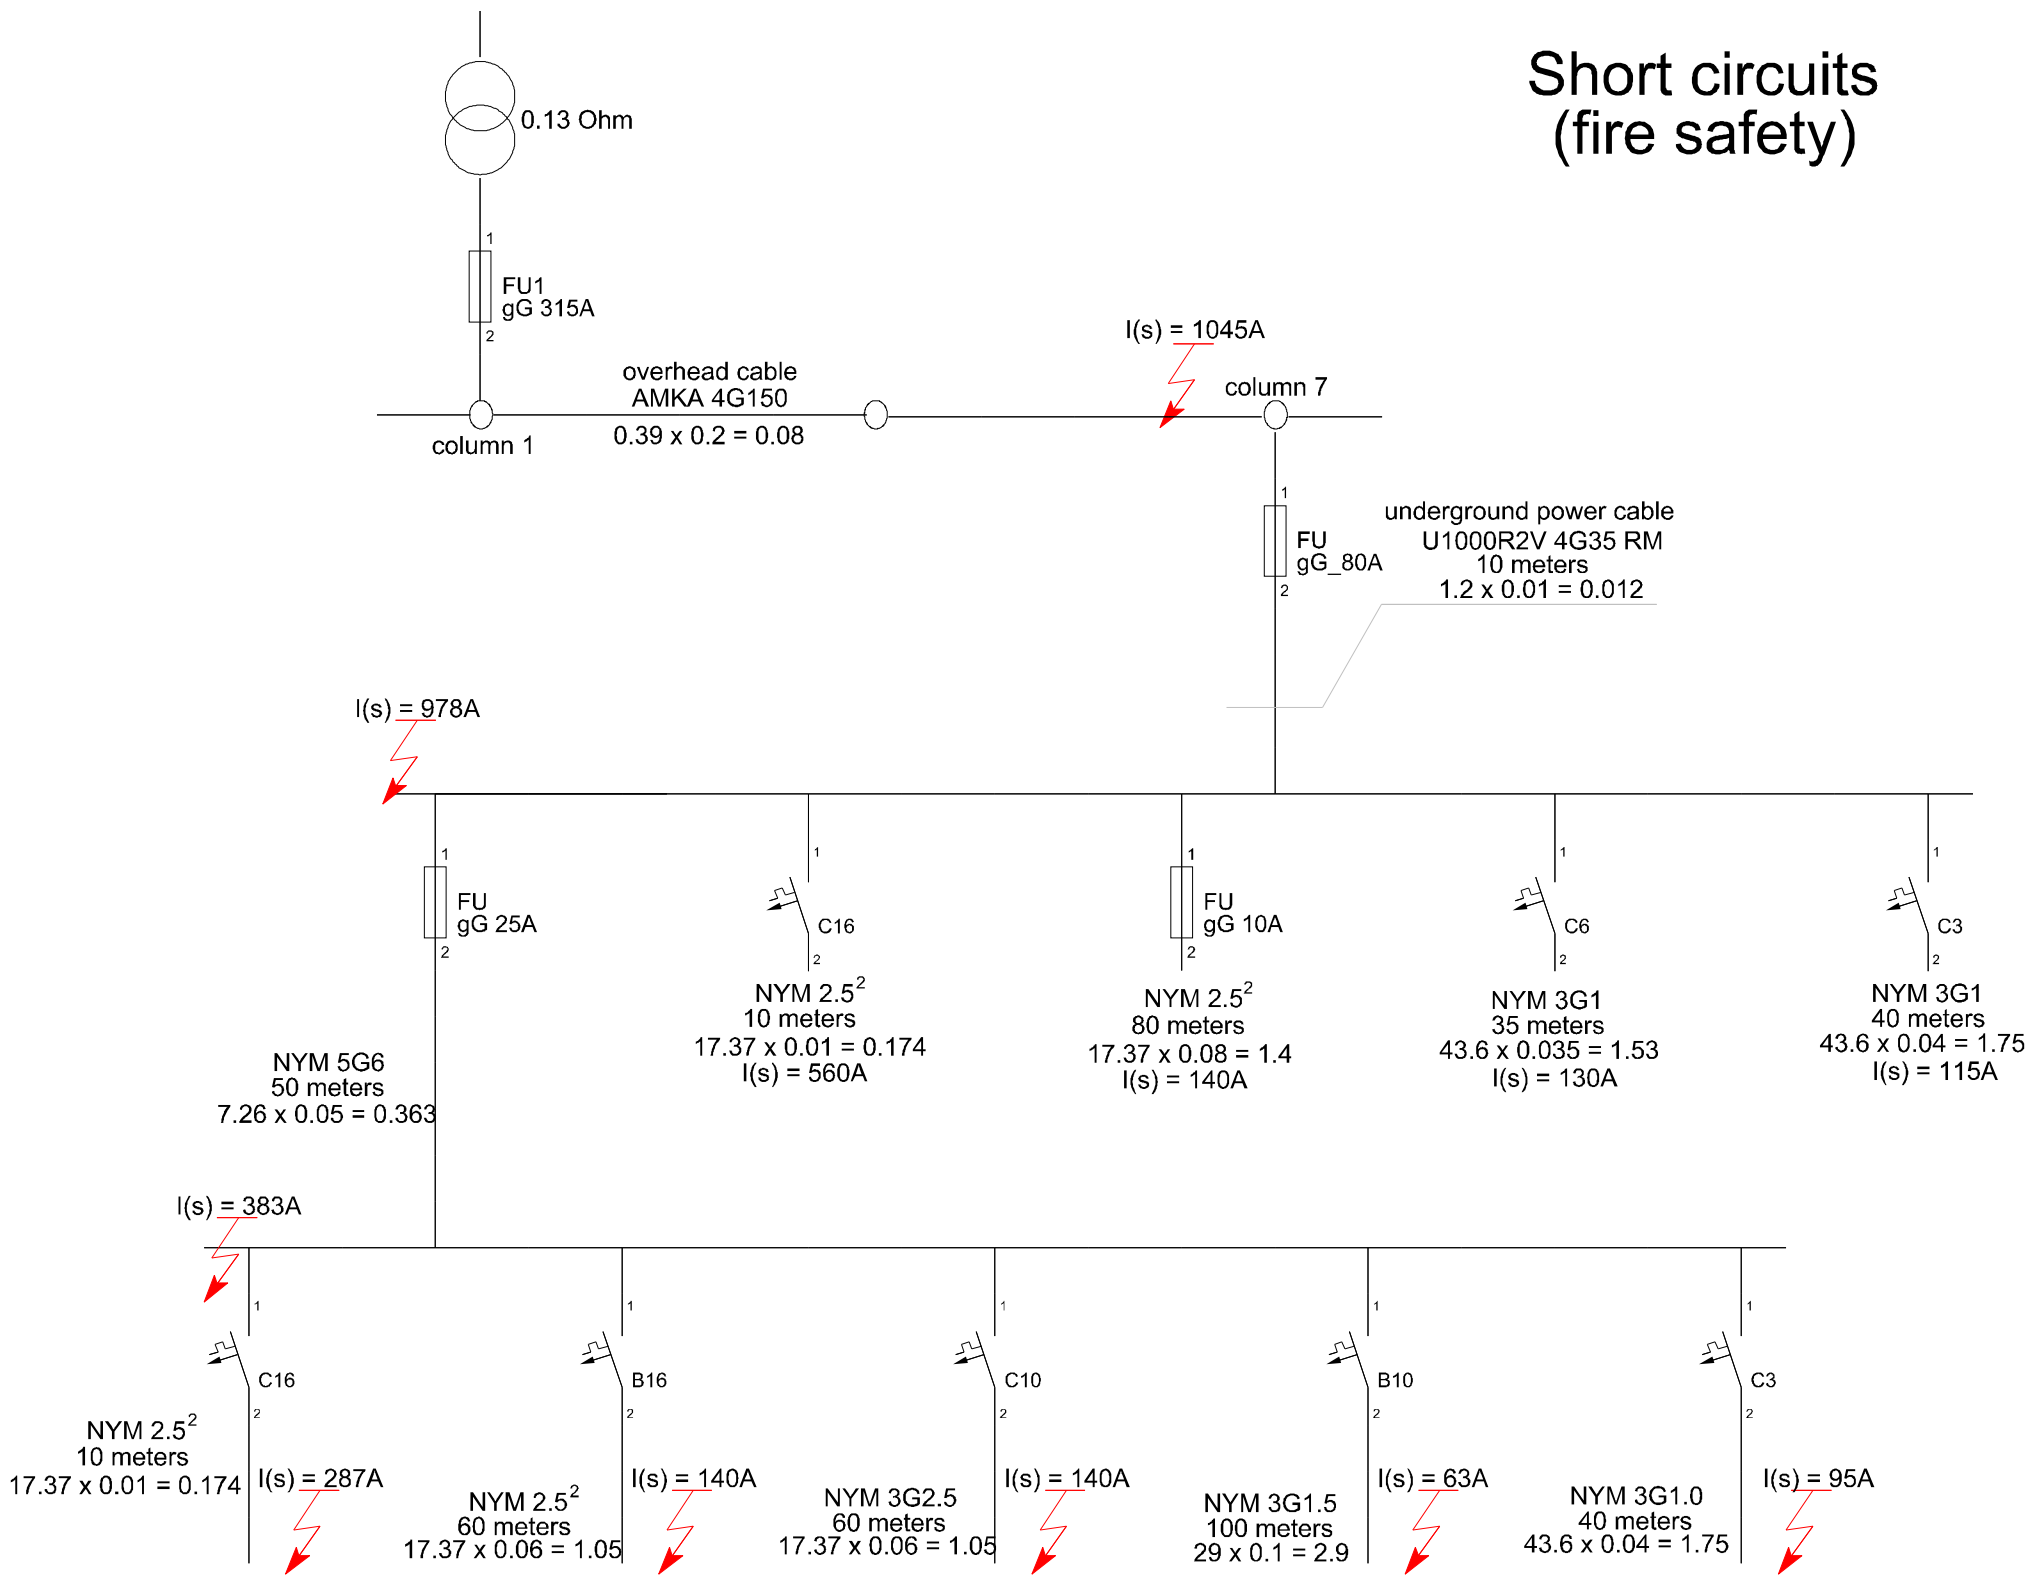 Short circuits
(fire safety)
0.13 Ohm
1
FU1
gG 315A
2
I(s) = 1045A
overhead cable
AMKA 4G150
0.39 x 0.2 = 0.08
column 1
column 7
1
FU
gG_80A
2
underground power cable
U1000R2V 4G35 RM
10 meters
1.2 x 0.01 = 0.012
I(s) = 978A
1
FU
gG 25A
2
NYM 5G6
50 meters
7.26 x 0.05 = 0.363
1
C16
2
NYM 2.5²
10 meters
17.37 x 0.01 = 0.174
I(s) = 560A
1
FU
gG 10A
2
NYM 2.5²
80 meters
17.37 x 0.08 = 1.4
I(s) = 140A
1
C6
2
NYM 3G1
35 meters
43.6 x 0.035 = 1.53
I(s) = 130A
1
C3
2
NYM 3G1
40 meters
43.6 x 0.04 = 1.75
I(s) = 115A
I(s) = 383A
1
C16
2
NYM 2.5²
10 meters
17.37 x 0.01 = 0.174
I(s) = 287A
1
B16
2
NYM 2.5²
60 meters
17.37 x 0.06 = 1.05
I(s) = 140A
1
C10
2
NYM 3G2.5
60 meters
17.37 x 0.06 = 1.05
I(s) = 140A
1
B10
2
NYM 3G1.5
100 meters
29 x 0.1 = 2.9
I(s) = 63A
1
C3
2
NYM 3G1.0
40 meters
43.6 x 0.04 = 1.75
I(s) = 95A